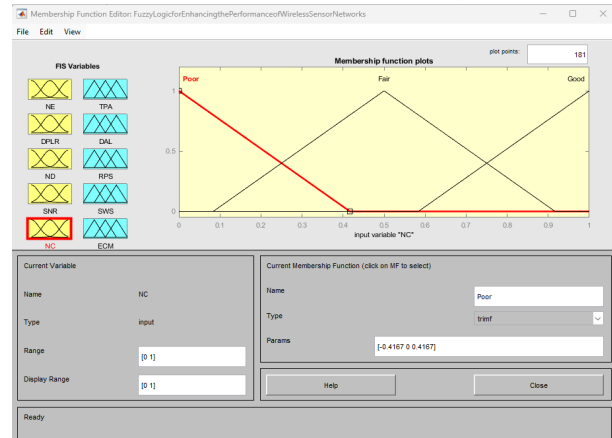 Membership Function Editor: FuzzyLogicforEnhancingthePerformanceofWirelessSensorNetworks
File Edit View
FIS Variables
NE TPA
DPLR DAL
ND RPS
SNR SWS
NC ECM
plot points: 181
Membership function plots
Poor Fair Good
1
0.5
0
0 0.1 0.2 0.3 0.4 0.5 0.6 0.7 0.8 0.9 1
input variable "NC"
Current Variable
Name NC
Type input
Range [0 1]
Display Range [0 1]
Current Membership Function (click on MF to select)
Name Poor
Type trimf
Params [-0.4167 0 0.4167]
Help Close
Ready